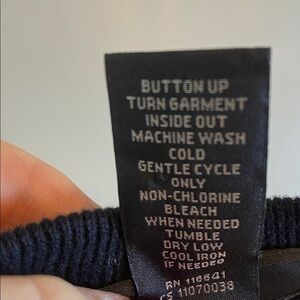 BUTTON UP
TURN GARMENT
INSIDE OUT
MACHINE WASH
COLD
GENTLE CYCLE
ONLY
NON-CHLORINE
BLEACH
WHEN NEEDED
TUMBLE
DRY LOW
COOL IRON
IF NEEDED
RN 116641
CS 11070038